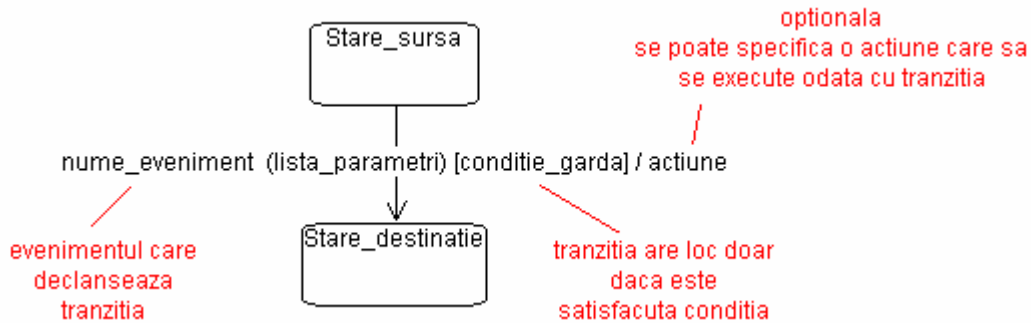 optionala
se poate specifica o actiune care sa
se execute odata cu tranzitia
Stare_sursa
nume_eveniment (lista_parametri) [conditie_garda] / actiune
Stare_destinatie
evenimentul care
declanseaza
tranzitia
tranzitia are loc doar
daca este
satisfacuta conditia